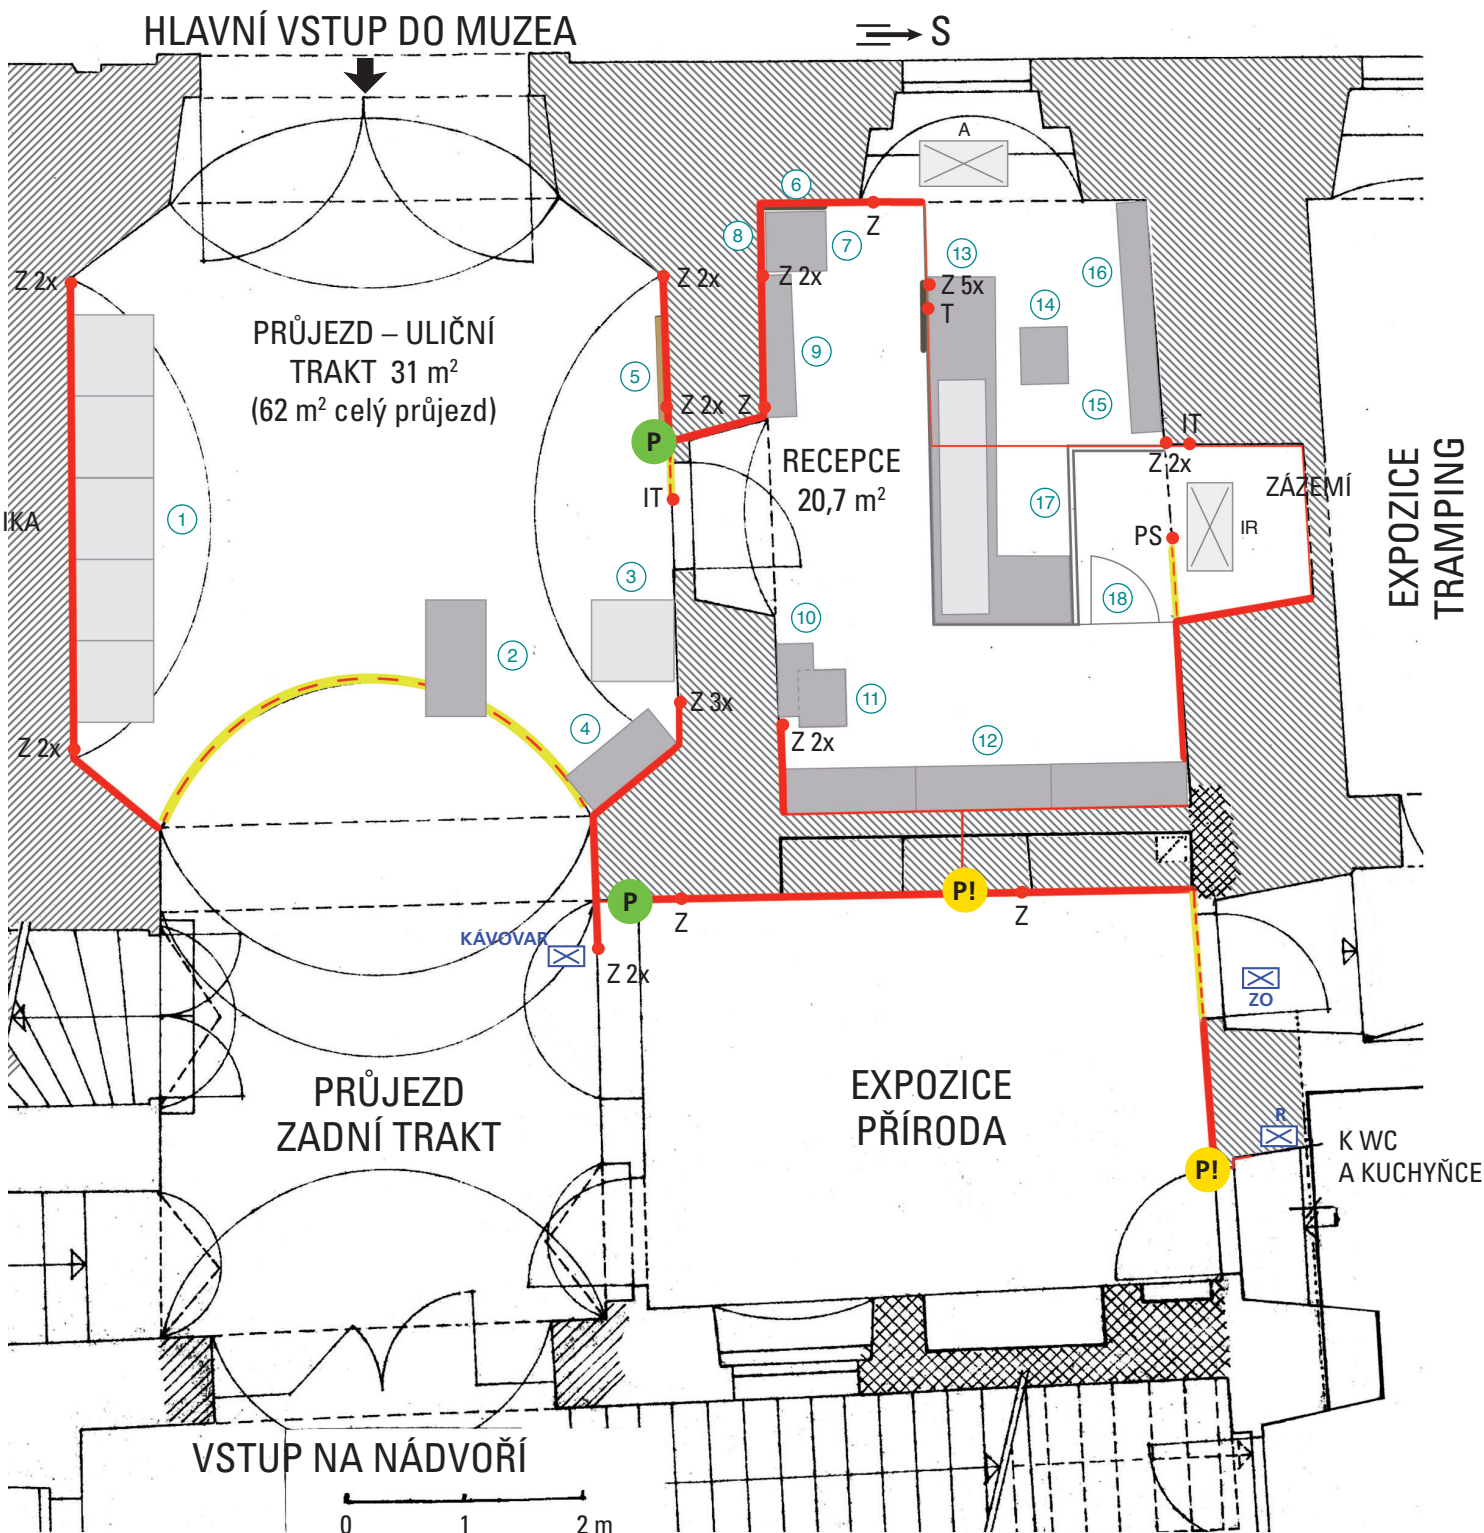 HLAVNÍ VSTUP DO MUZEA
S
A
6
Z
8
7
13
16
Z 2x
Z 2x
Z 2x
Z 5x
T
14
PRŮJEZD – ULIČNÍ
TRAKT 31 m²
(62 m² celý průjezd)
5
9
15
Z 2x
Z
P
IT
Z 2x
RECEPCE
20,7 m²
ZÁZEMÍ
EXPOZICE
TRAMPING
IT
17
IKA
1
PS
IR
3
18
10
2
11
Z 3x
4
Z 2x
12
Z 2x
P
Z
P!
Z
KÁVOVAR
Z 2x
ZO
PRŮJEZD
ZADNÍ TRAKT
EXPOZICE
PŘÍRODA
R
K WC
A KUCHYŇCE
P!
VSTUP NA NÁDVOŘÍ
0 1 2 m